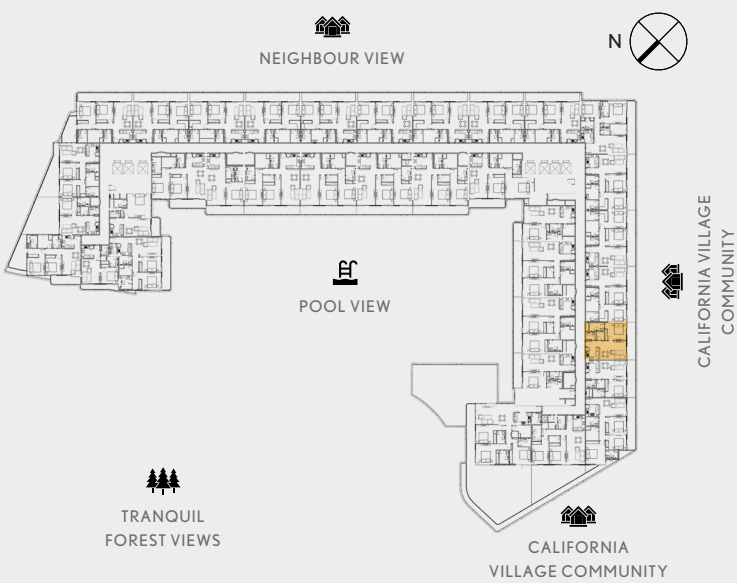 NEIGHBOUR VIEW
N
POOL VIEW
CALIFORNIA VILLAGE
COMMUNITY
TRANQUIL
FOREST VIEWS
CALIFORNIA
VILLAGE COMMUNITY